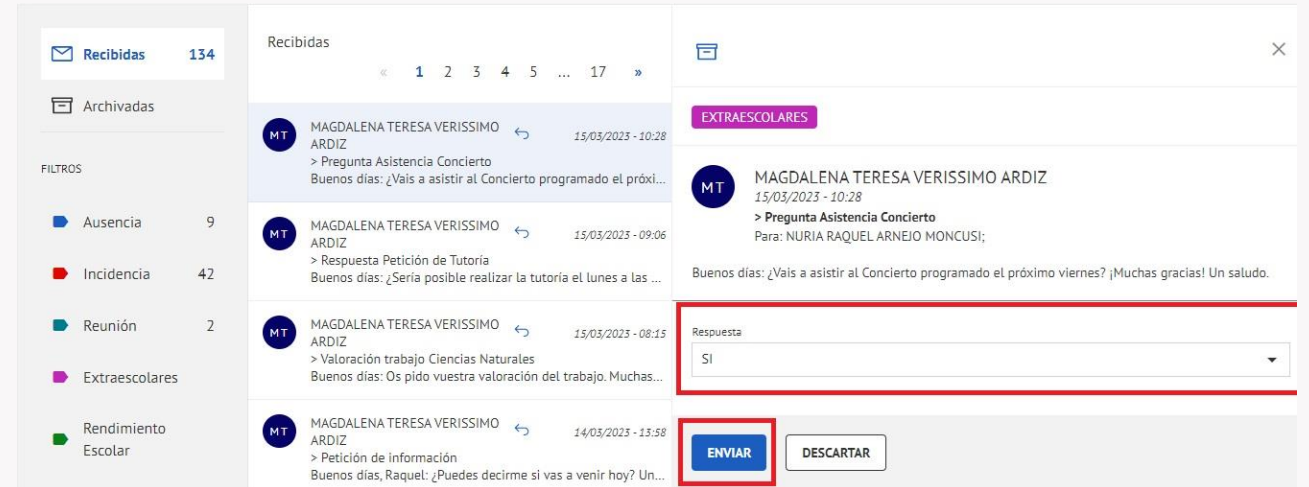 Recibidas 134
Archivadas
FILTROS
Ausencia 9
Incidencia 42
Reunión 2
Extraescolares
Rendimiento
Escolar
Recibidas
« 1 2 3 4 5 ... 17 »
MT
MAGDALENA TERESA VERISSIMO
ARDIZ
15/03/2023 - 10:28
> Pregunta Asistencia Concierto
Buenos días: ¿Vais a asistir al Concierto programado el próxi...
MT
MAGDALENA TERESA VERISSIMO
ARDIZ
15/03/2023 - 09:06
> Respuesta Petición de Tutoría
Buenos días: ¿Sería posible realizar la tutoría el lunes a las ...
MT
MAGDALENA TERESA VERISSIMO
ARDIZ
15/03/2023 - 08:15
> Valoración trabajo Ciencias Naturales
Buenos días: Os pido vuestra valoración del trabajo. Muchas...
MT
MAGDALENA TERESA VERISSIMO
ARDIZ
14/03/2023 - 13:58
> Petición de información
Buenos días, Raquel: ¿Puedes decirme si vas a venir hoy? Un...
EXTRAESCOLARES
MT
MAGDALENA TERESA VERISSIMO ARDIZ
15/03/2023 - 10:28
> Pregunta Asistencia Concierto
Para: NURIA RAQUEL ARNEJO MONCUSI;
Buenos días: ¿Vais a asistir al Concierto programado el próximo viernes? ¡Muchas gracias! Un saludo.
Respuesta
SI
ENVIAR
DESCARTAR